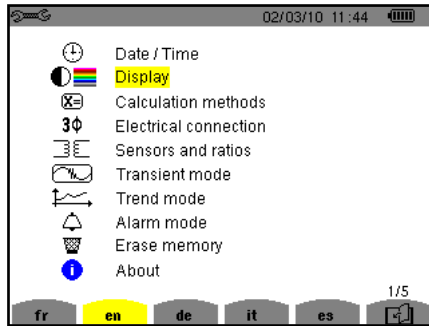 02/03/10 11:44
Date / Time
Display
X= Calculation methods
3Φ Electrical connection
Sensors and ratios
Transient mode
Trend mode
Alarm mode
Erase memory
i About
1/5
fr en de it es